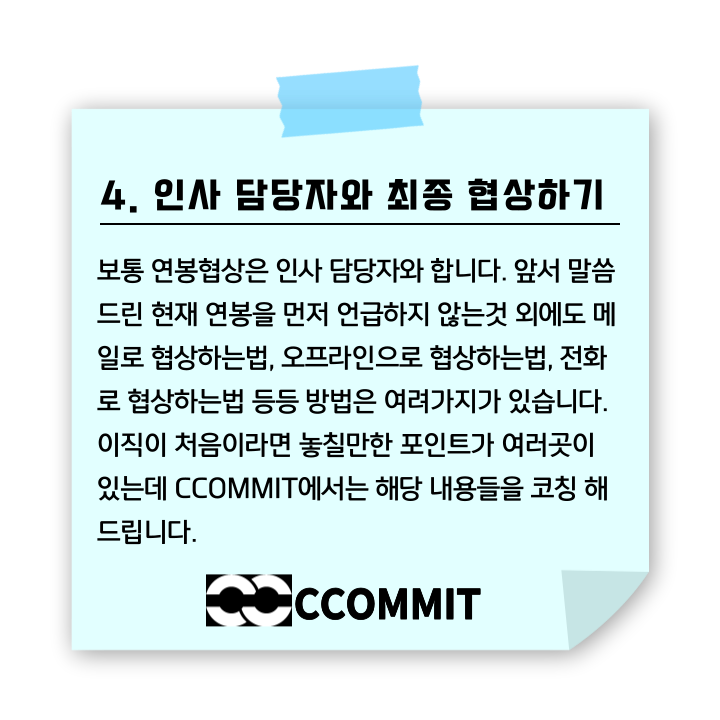 4. 인사 담당자와 최종 협상하기
보통 연봉협상은 인사 담당자와 합니다. 앞서 말씀
드린 현재 연봉을 먼저 언급하지 않는것 외에도 메
일로 협상하는법, 오프라인으로 협상하는법, 전화
로 협상하는법 등등 방법은 여려가지가 있습니다.
이직이 처음이라면 놓칠만한 포인트가 여러곳이
있는데 CCOMMIT에서는 해당 내용들을 코칭 해
드립니다.
CCOMMIT